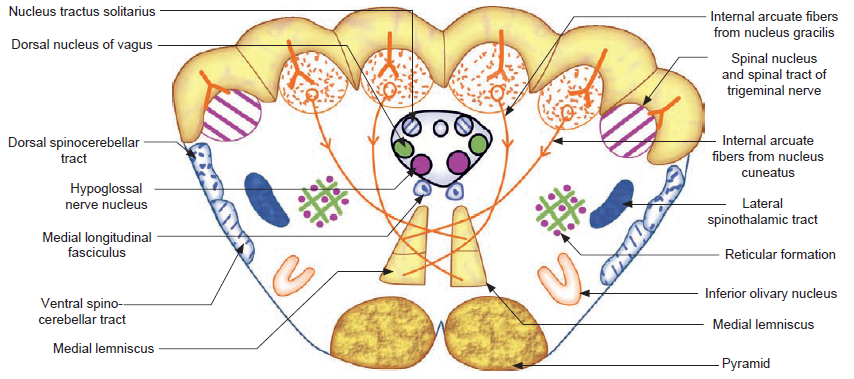 Nucleus tractus solitarius
Dorsal nucleus of vagus
Dorsal spinocerebellar
tract
Hypoglossal
nerve nucleus
Medial longitudinal
fasciculus
Ventral spino-
cerebellar tract
Medial lemniscus
Internal arcuate fibers
from nucleus gracilis
Spinal nucleus
and spinal tract of
trigeminal nerve
Internal arcuate
fibers from nucleus
cuneatus
Lateral
spinothalamic tract
Reticular formation
Inferior olivary nucleus
Medial lemniscus
Pyramid